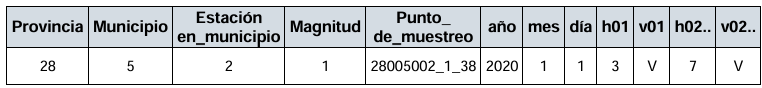 Provincia Municipio Estación en_municipio Magnitud Punto_ de_muestreo año mes día h01 v01 h02.. v02..
28 5 2 1 28005002_1_38 2020 1 1 3 V 7 V